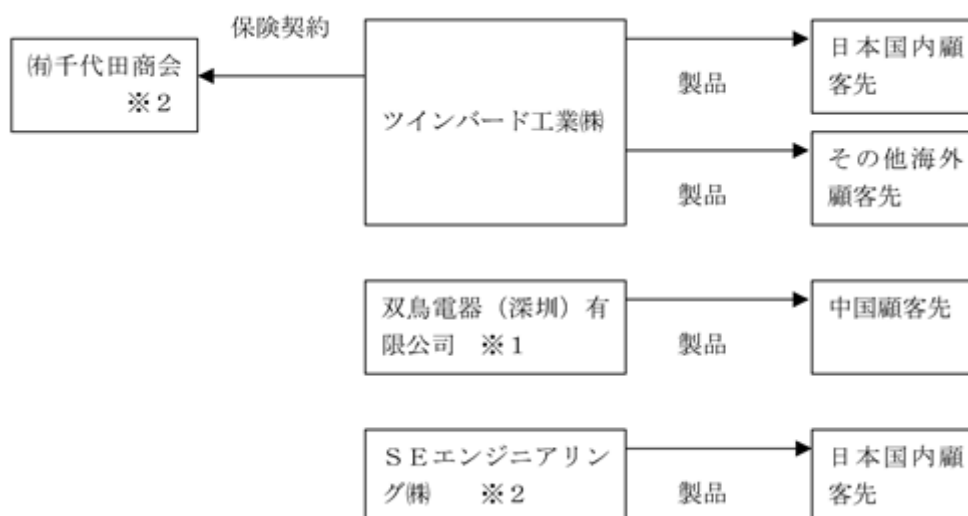 保険契約
㈲千代田商会
※２
ツインバード工業㈱
製品
日本国内顧
客先
製品
その他海外
顧客先
双鳥電器（深圳）有
限公司　※１
製品
中国顧客先
ＳＥエンジニアリン
グ㈱　　※２
製品
日本国内顧
客先